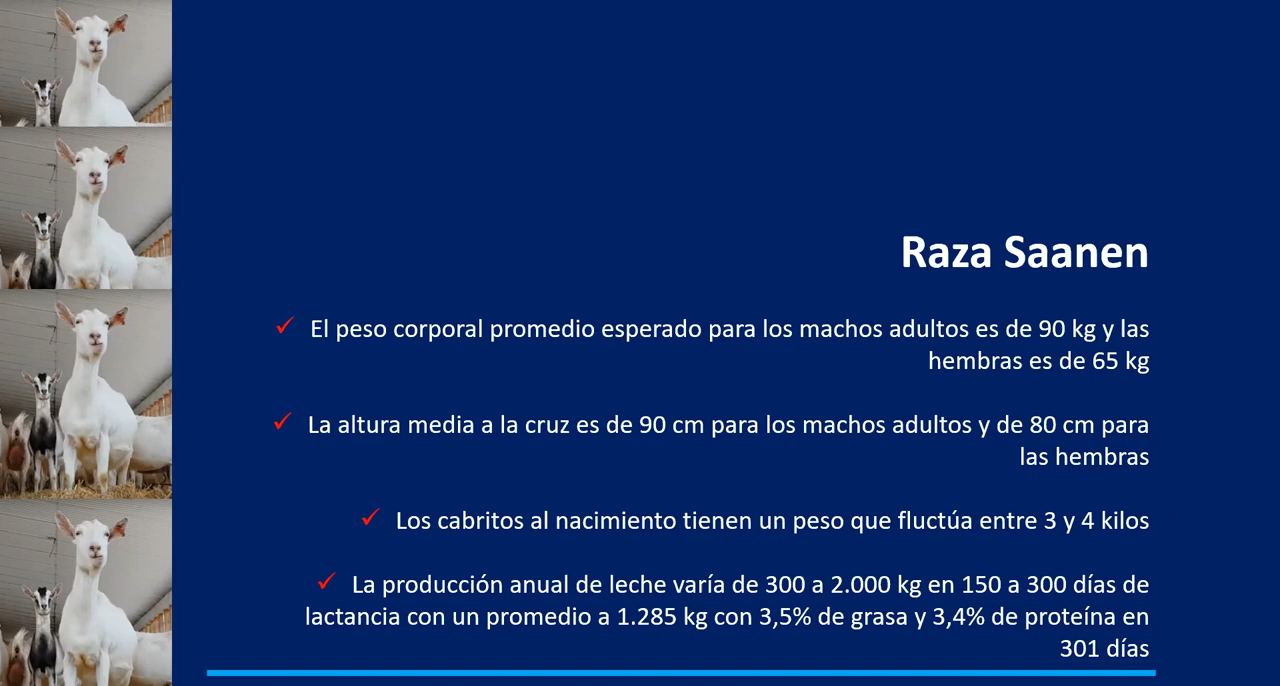 Raza Saanen
✓ El peso corporal promedio esperado para los machos adultos es de 90 kg y las
hembras es de 65 kg
✓ La altura media a la cruz es de 90 cm para los machos adultos y de 80 cm para
las hembras
✓ Los cabritos al nacimiento tienen un peso que fluctúa entre 3 y 4 kilos
✓ La producción anual de leche varía de 300 a 2.000 kg en 150 a 300 días de
lactancia con un promedio a 1.285 kg con 3,5% de grasa y 3,4% de proteína en
301 días